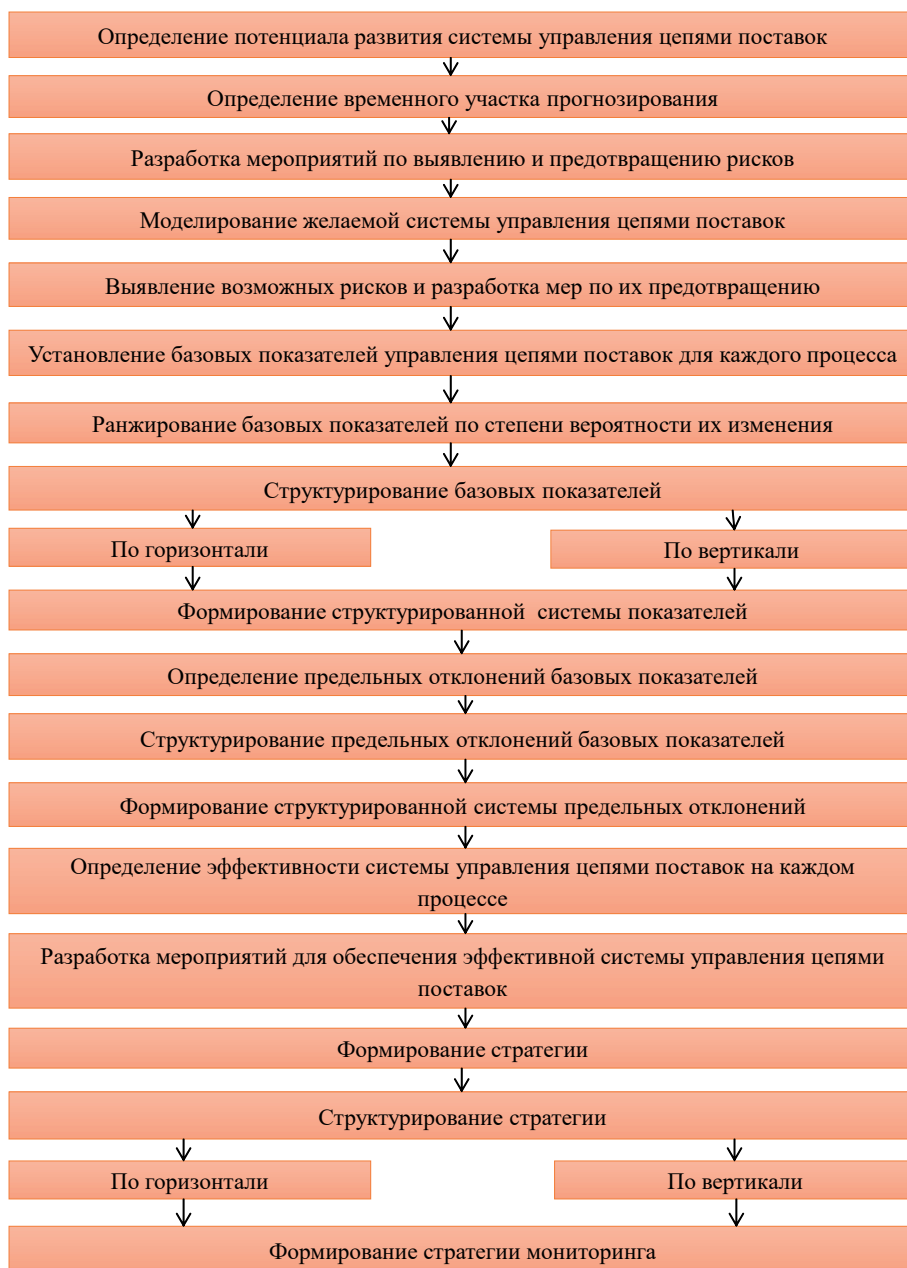 Определение потенциала развития системы управления цепями поставок
Определение временного участка прогнозирования
Разработка мероприятий по выявлению и предотвращению рисков
Моделирование желаемой системы управления цепями поставок
Выявление возможных рисков и разработка мер по их предотвращению
Установление базовых показателей управления цепями поставок для каждого процесса
Ранжирование базовых показателей по степени вероятности их изменения
Структурирование базовых показателей
По горизонтали
По вертикали
Формирование структурированной системы показателей
Определение предельных отклонений базовых показателей
Структурирование предельных отклонений базовых показателей
Формирование структурированной системы предельных отклонений
Определение эффективности системы управления цепями поставок на каждом
процессе
Разработка мероприятий для обеспечения эффективной системы управления цепями
поставок
Формирование стратегии
Структурирование стратегии
По горизонтали
По вертикали
Формирование стратегии мониторинга